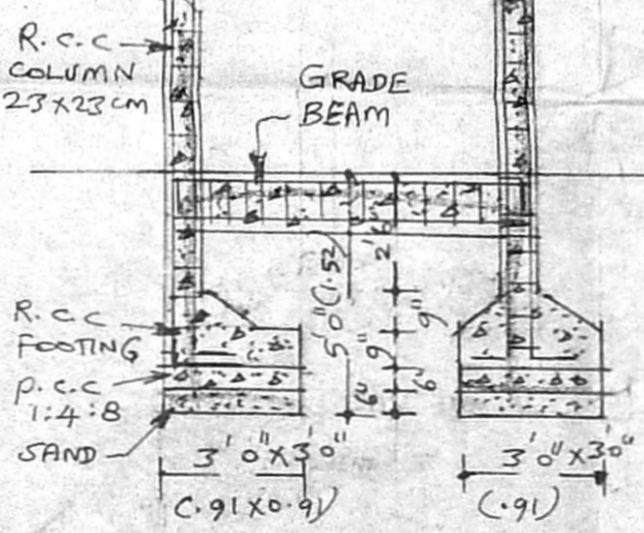 R.C.C
COLUMN
23X23CM
GRADE
BEAM
5'0"(1.52)
2'6"
9"
9"
6"
6"
R.C.C
FOOTING
P.C.C
1:4:8
SAND
3'0"X3'0"
(.91X0.91)
3'0"X3'0"
(.91)